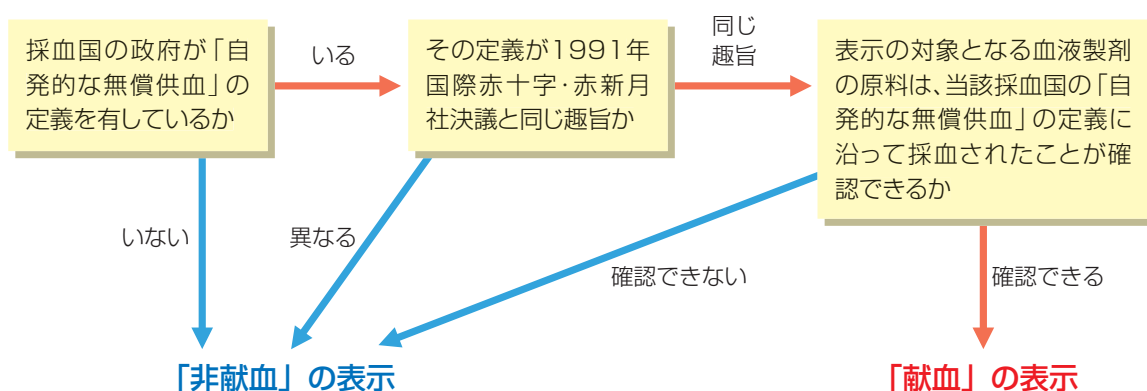 採血国の政府が「自
発的な無償供血」の
定義を有しているか
いる
その定義が1991年
国際赤十字・赤新月
社決議と同じ趣旨か
同じ
趣旨
表示の対象となる血液製剤
の原料は、当該採血国の「自
発的な無償供血」の定義に
沿って採血されたことが確
認できるか
いない
異なる
確認できない
確認できる
「非献血」の表示
「献血」の表示